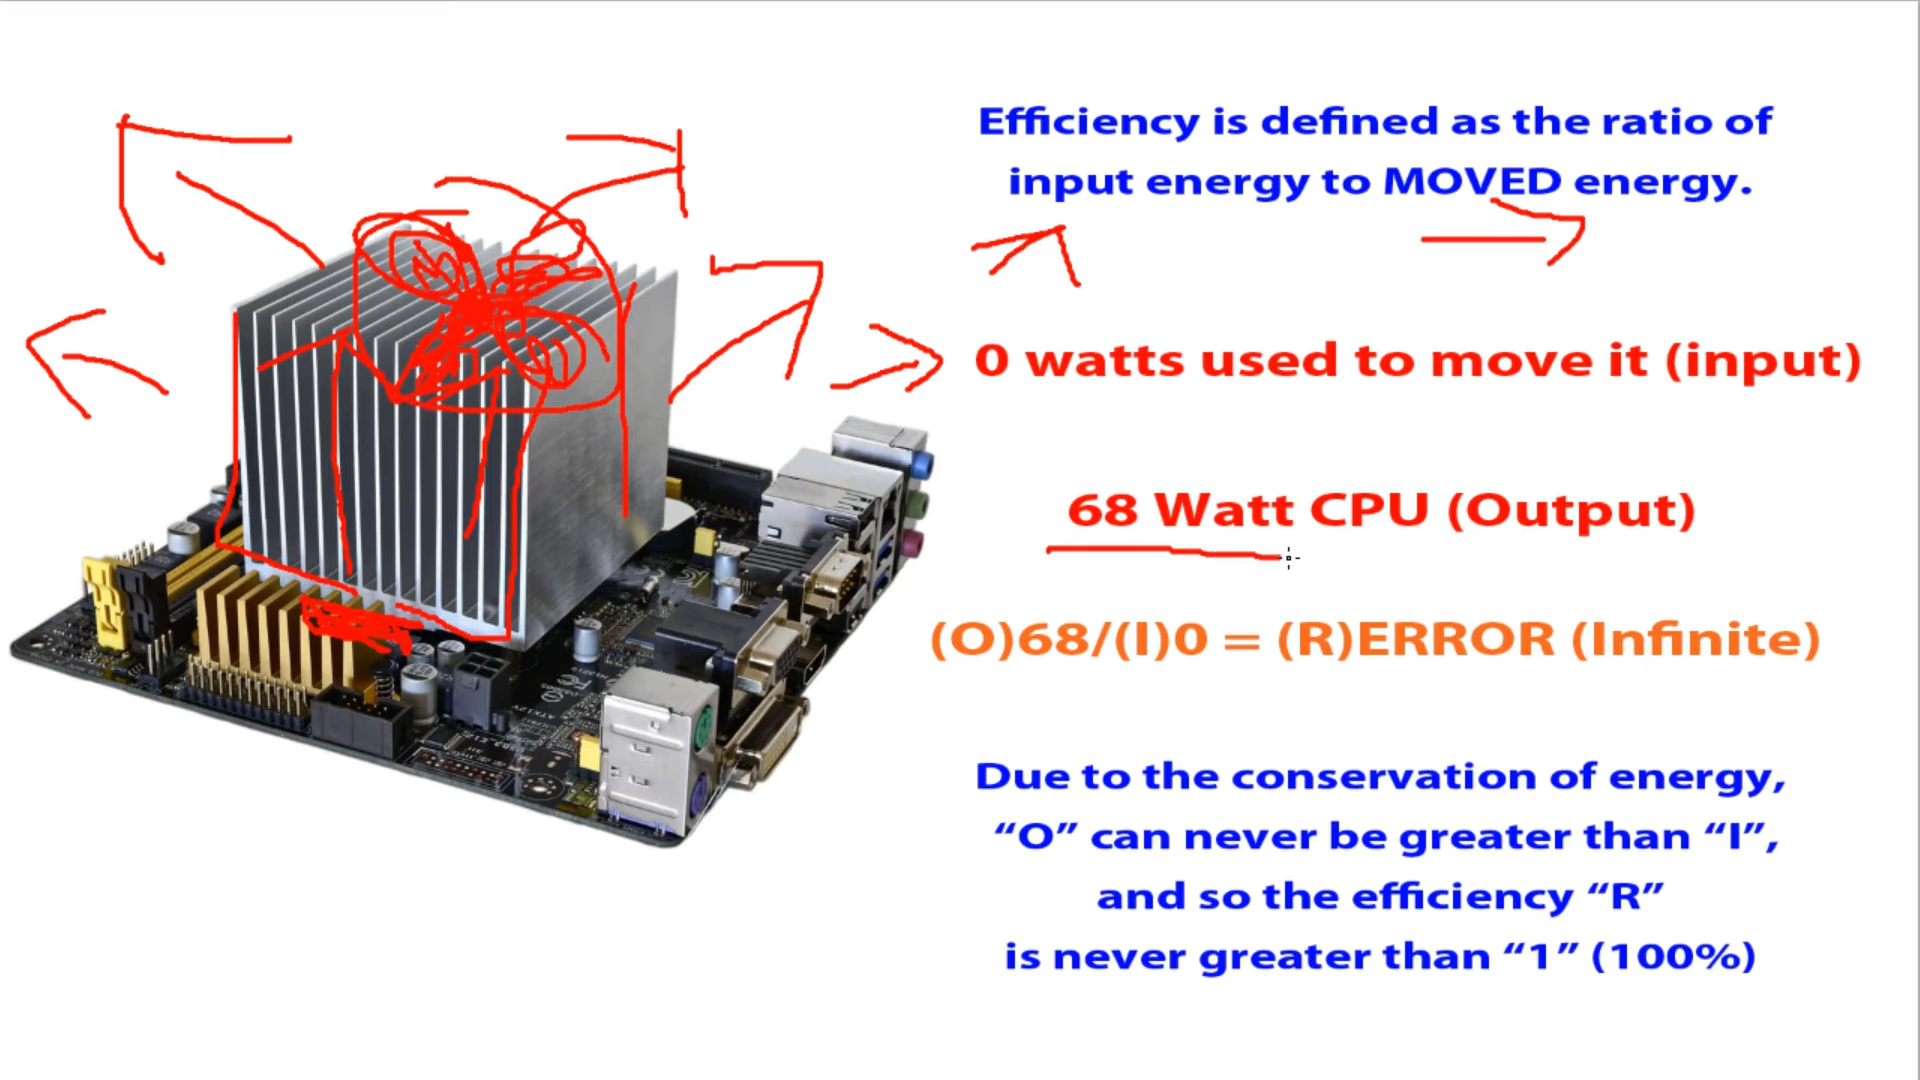 Efficiency is defined as the ratio of
input energy to MOVED energy.
0 watts used to move it (input)
68 Watt CPU (Output)
(O)68/(I)0 = (R)ERROR (Infinite)
Due to the conservation of energy,
“O” can never be greater than “I”,
and so the efficiency “R”
is never greater than “1” (100%)